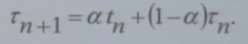 τₙ₊₁ = α tₙ + (1−α)τₙ.